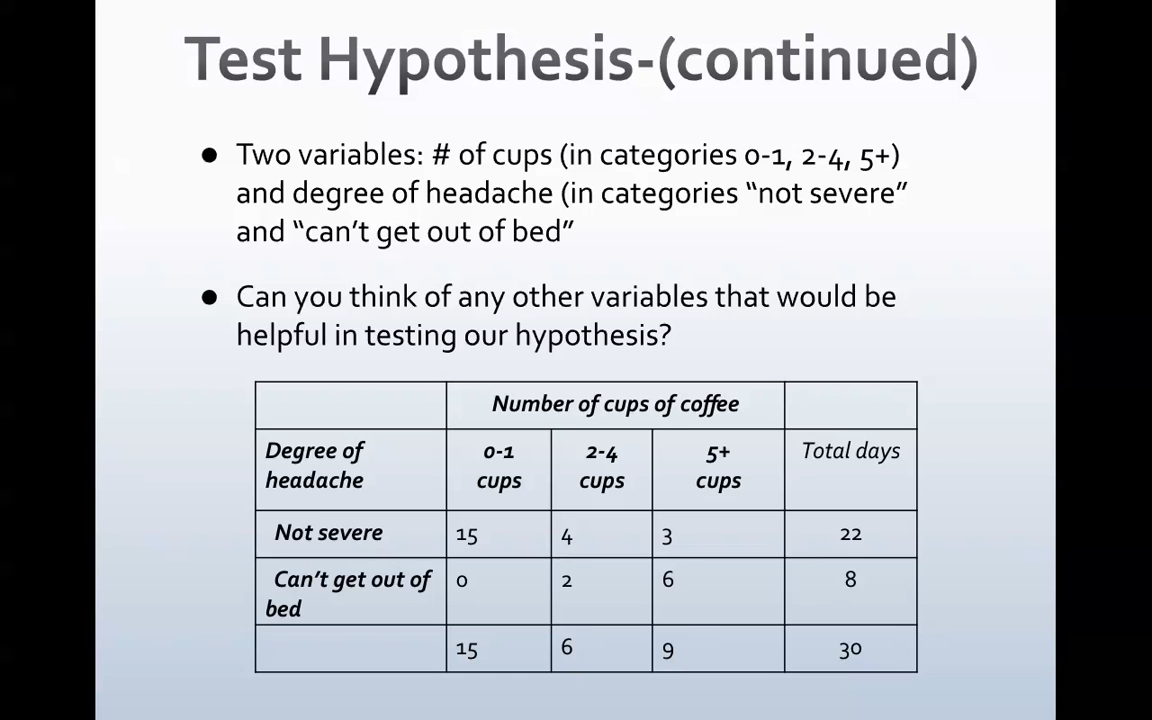 Test Hypothesis-(continued)
● Two variables: # of cups (in categories 0-1, 2-4, 5+)
and degree of headache (in categories “not severe”
and “can’t get out of bed”
● Can you think of any other variables that would be
helpful in testing our hypothesis?
Number of cups of coffee
Degree of headache 0-1 cups 2-4 cups 5+ cups Total days
Not severe 15 4 3 22
Can’t get out of bed 0 2 6 8
15 6 9 30